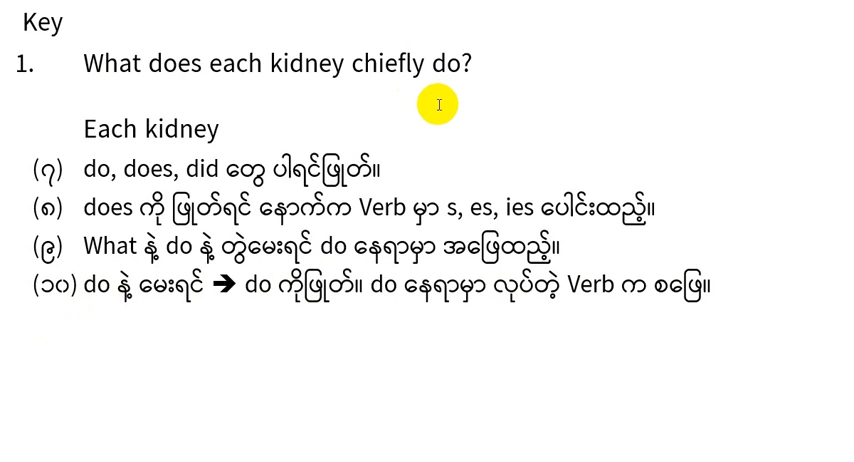 Key
1. What does each kidney chiefly do?
Each kidney
(၇) do, does, did တွေ ပါရင်ဖြုတ်။
(၈) does ကို ဖြုတ်ရင် နောက်က Verb မှာ s, es, ies ပေါင်းထည့်။
(၉) What နဲ့ do နဲ့ တွဲမေးရင် do နေရာမှာ အဖြေထည့်။
(၁၀) do နဲ့ မေးရင် ➔ do ကိုဖြုတ်။ do နေရာမှာ လုပ်တဲ့ Verb က စဖြေ။